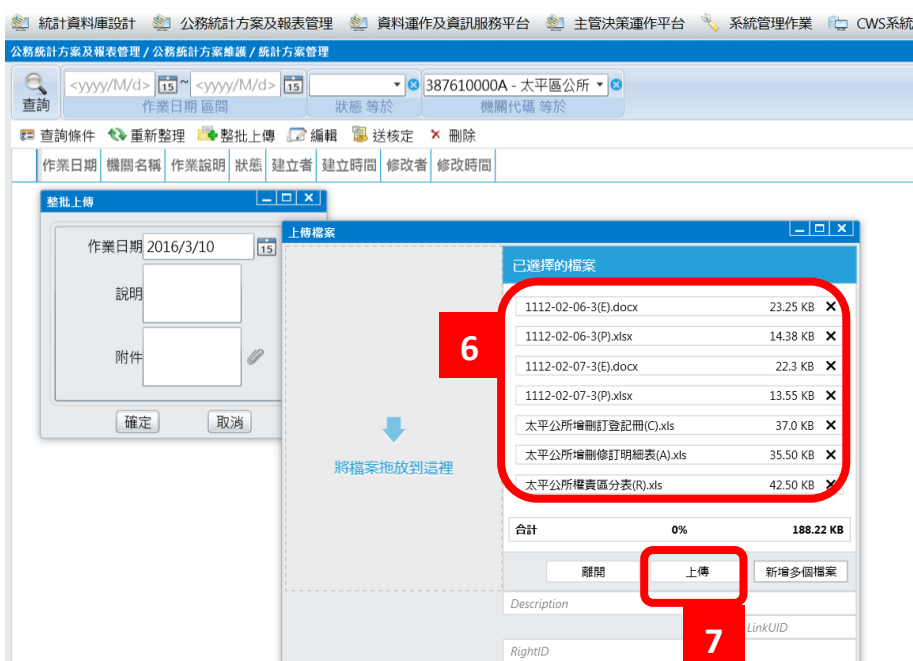 統計資料庫設計 公務統計方案及報表管理 資料運作及資訊服務平台 主管決策運作平台 系統管理作業 CWS系統
公務統計方案及報表管理 / 公務統計方案維護 / 統計方案管理
查詢 <yyyy/M/d> 15 ~ <yyyy/M/d> 15 387610000A - 太平區公所
作業日期 區間 狀態 等於 機關代碼 等於
查詢條件 重新整理 整批上傳 編輯 送核定 刪除
作業日期 機關名稱 作業說明 狀態 建立者 建立時間 修改者 修改時間
整批上傳
作業日期 2016/3/10 15
說明
附件
確定 取消
上傳檔案
已選擇的檔案
6
1112-02-06-3(E).docx 23.25 KB
1112-02-06-3(P).xlsx 14.38 KB
1112-02-07-3(E).docx 22.3 KB
1112-02-07-3(P).xlsx 13.55 KB
太平公所增刪訂登記冊(C).xls 37.0 KB
太平公所增刪修訂明細表(A).xls 35.50 KB
太平公所權責區分表(R).xls 42.50 KB
將檔案拖放到這裡
合計 0% 188.22 KB
離開 上傳 新增多個檔案
7
Description
LinkUID
RightID